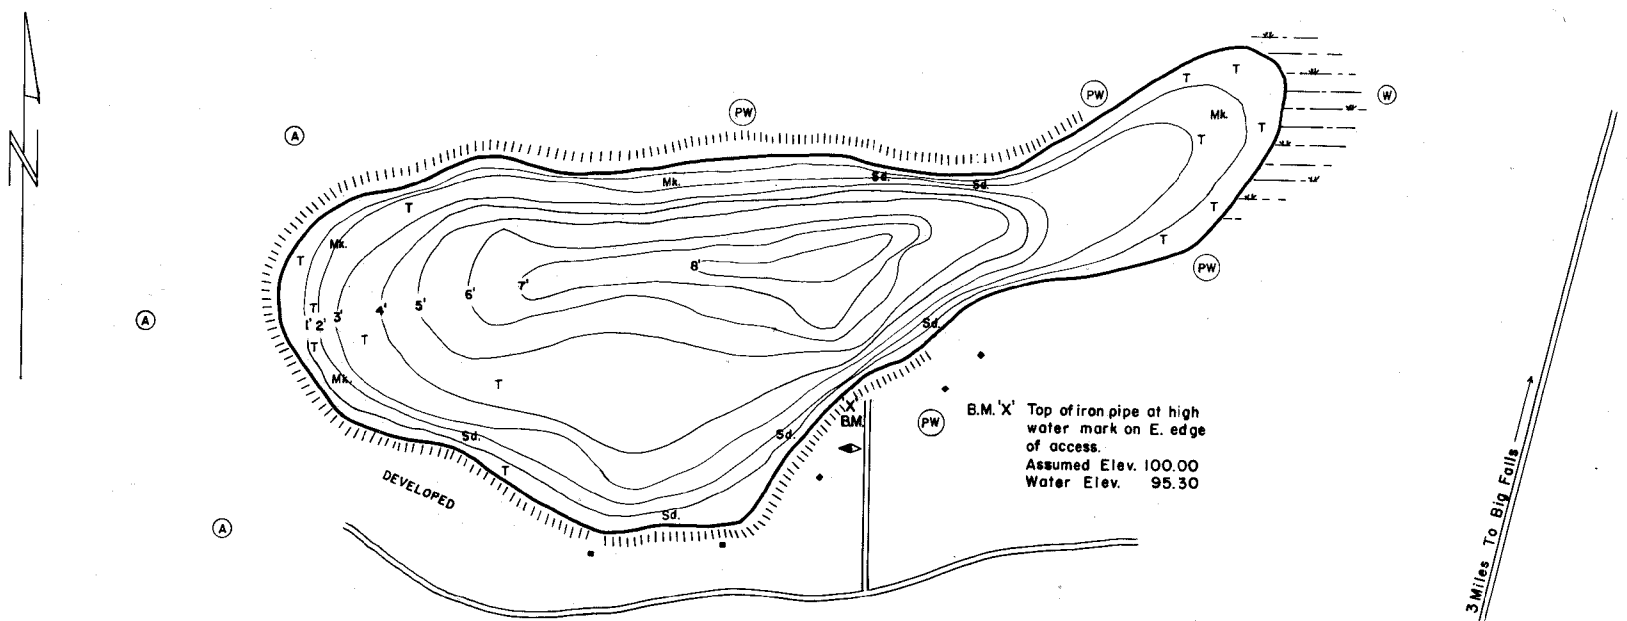 N
A
A
A
PW
PW
W
PW
PW
T
T
Mk.
T
T
T
T
Mk.
Sd.
Sd.
T
Mk.
T
T
1' 2' 3' 4' 5' 6' 7' 8'
T
T
Mk.
T
Sd.
T
Sd.
Sd.
Sd.
'X'
B.M.
DEVELOPED
B.M. 'X' Top of iron pipe at high
water mark on E. edge
of access.
Assumed Elev. 100.00
Water Elev. 95.30
3 Miles To Big Falls